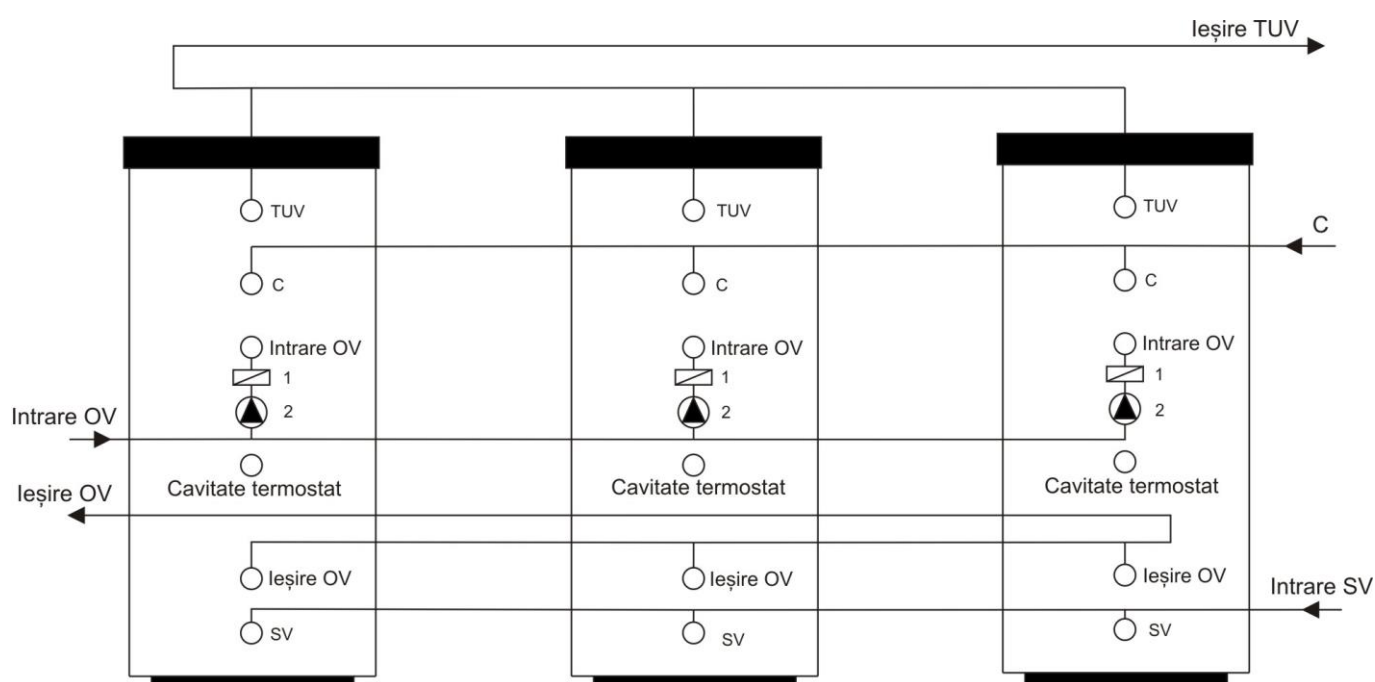 Ieșire TUV
TUV
TUV
TUV
C
C
C
C
Intrare OV
Intrare OV
Intrare OV
1
1
1
Intrare OV
2
2
2
Cavitate termostat
Cavitate termostat
Cavitate termostat
Ieșire OV
Ieșire OV
Ieșire OV
Ieșire OV
Intrare SV
SV
SV
SV